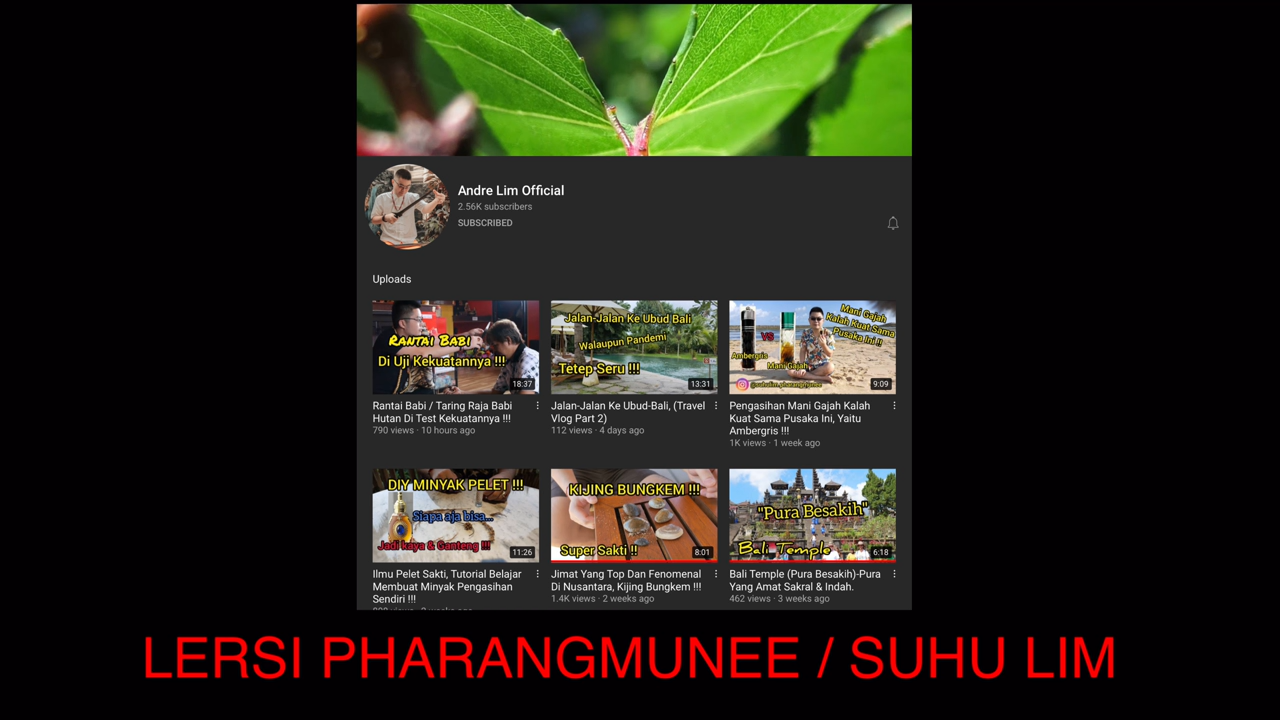 Andre Lim Official
2.56K subscribers
SUBSCRIBED
Uploads
RANTAI BABI
Di Uji Kekuatannya !!!
18:37
Rantai Babi / Taring Raja Babi
Hutan Di Test Kekuatannya !!!
790 views · 10 hours ago
Jalan-Jalan Ke Ubud Bali
Walaupun Pandemi
Tetep Seru !!!
13:31
Jalan-Jalan Ke Ubud-Bali, (Travel
Vlog Part 2)
112 views · 4 days ago
Mani Gajah
Kalah Kuat Sama
Pusaka Ini !!
VS
Ambergris
Mani Gajah
@suhulim.pharangmunee
9:09
Pengasihan Mani Gajah Kalah
Kuat Sama Pusaka Ini, Yaitu
Ambergris !!!
1K views · 1 week ago
DIY MINYAK PELET !!!
Siapa aja bisa...
Jadi kaya & Ganteng !!!
11:26
Ilmu Pelet Sakti, Tutorial Belajar
Membuat Minyak Pengasihan
Sendiri !!!
KIJING BUNGKEM !!!
Super Sakti !!
8:01
Jimat Yang Top Dan Fenomenal
Di Nusantara, Kijing Bungkem !!!
1.4K views · 2 weeks ago
"Pura Besakih"
Bali Temple
6:18
Bali Temple (Pura Besakih)-Pura
Yang Amat Sakral & Indah.
462 views · 3 weeks ago
LERSI PHARANGMUNEE / SUHU LIM